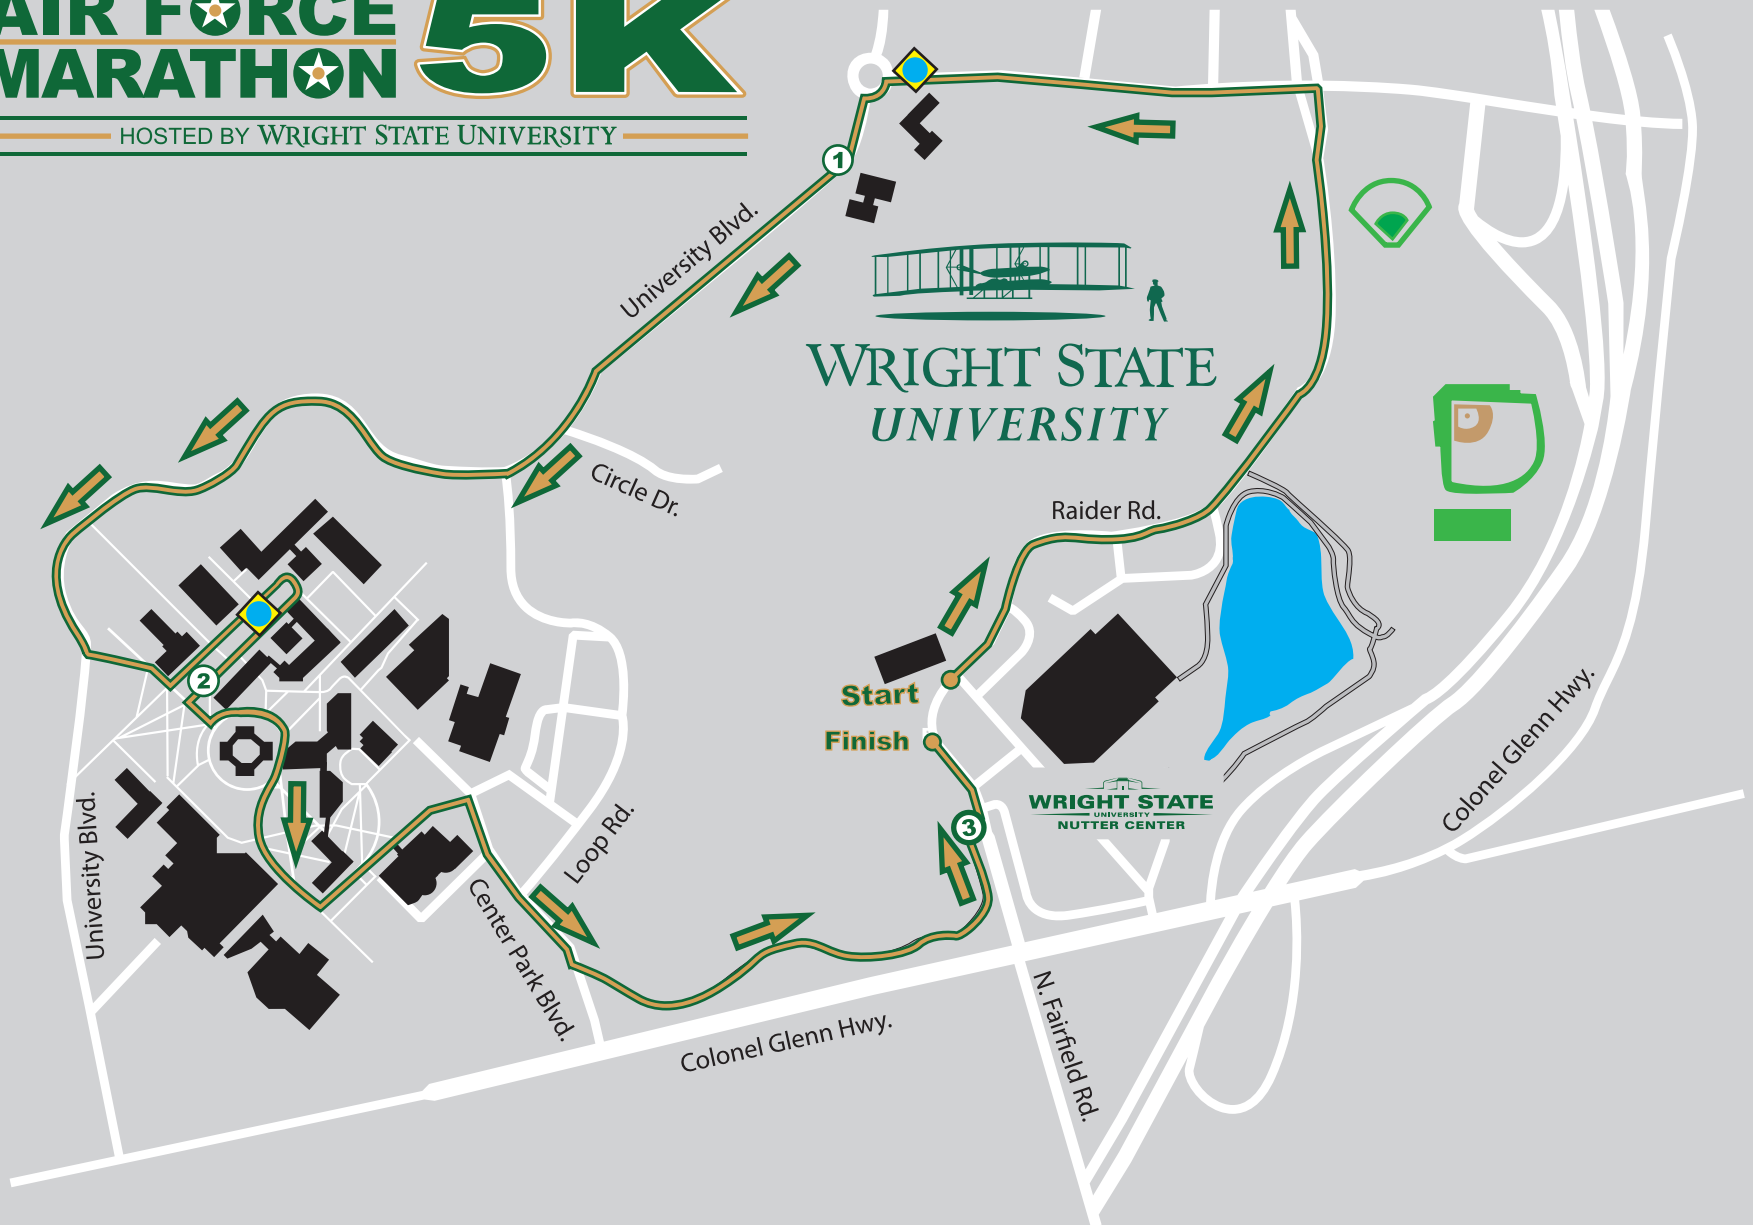 AIR FORCE
MARATHON
5K
HOSTED BY WRIGHT STATE UNIVERSITY
1
University Blvd.
WRIGHT STATE
UNIVERSITY
Circle Dr.
Raider Rd.
2
Start
Finish
WRIGHT STATE
UNIVERSITY
NUTTER CENTER
3
Colonel Glenn Hwy.
University Blvd.
Loop Rd.
Center Park Blvd.
Colonel Glenn Hwy.
N. Fairfield Rd.